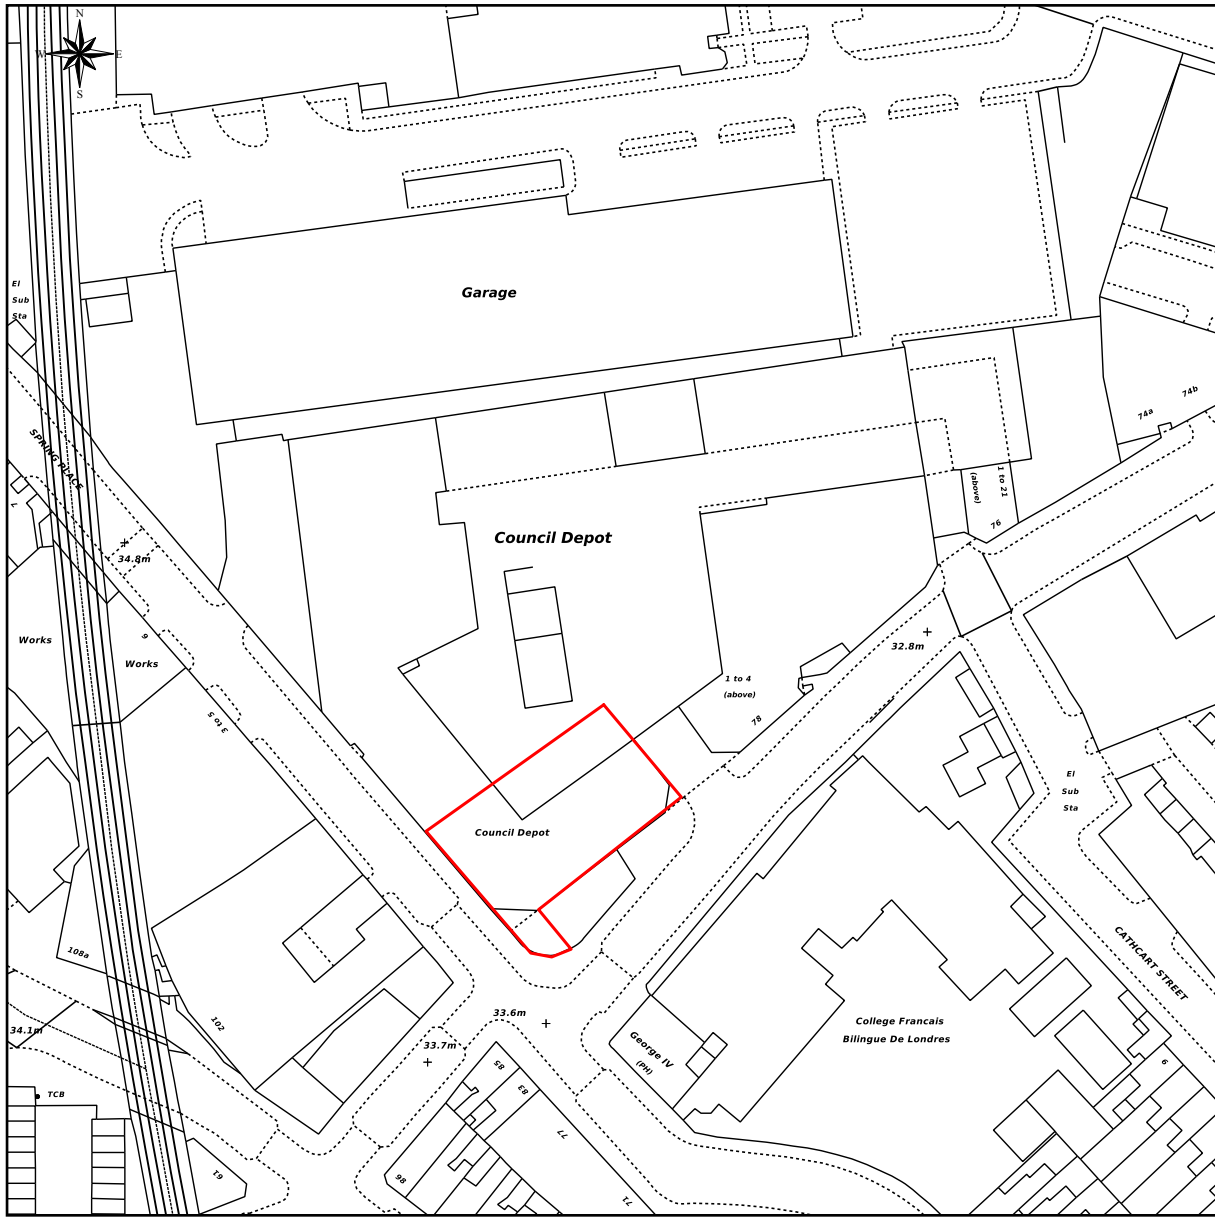 N
W E
S
El
Sub
Sta
Garage
74b
74a
SPRING PLACE
1 to 21
(above)
76
Council Depot
34.8m
Works
6
Works
32.8m
1 to 4
(above)
78
3 to 5
El
Sub
Sta
Council Depot
CATHCART STREET
108a
102
34.1m
33.6m
33.7m
George IV
(PH)
College Francais
Bilingue De Londres
85
83
9
TCB
77
61
86
71